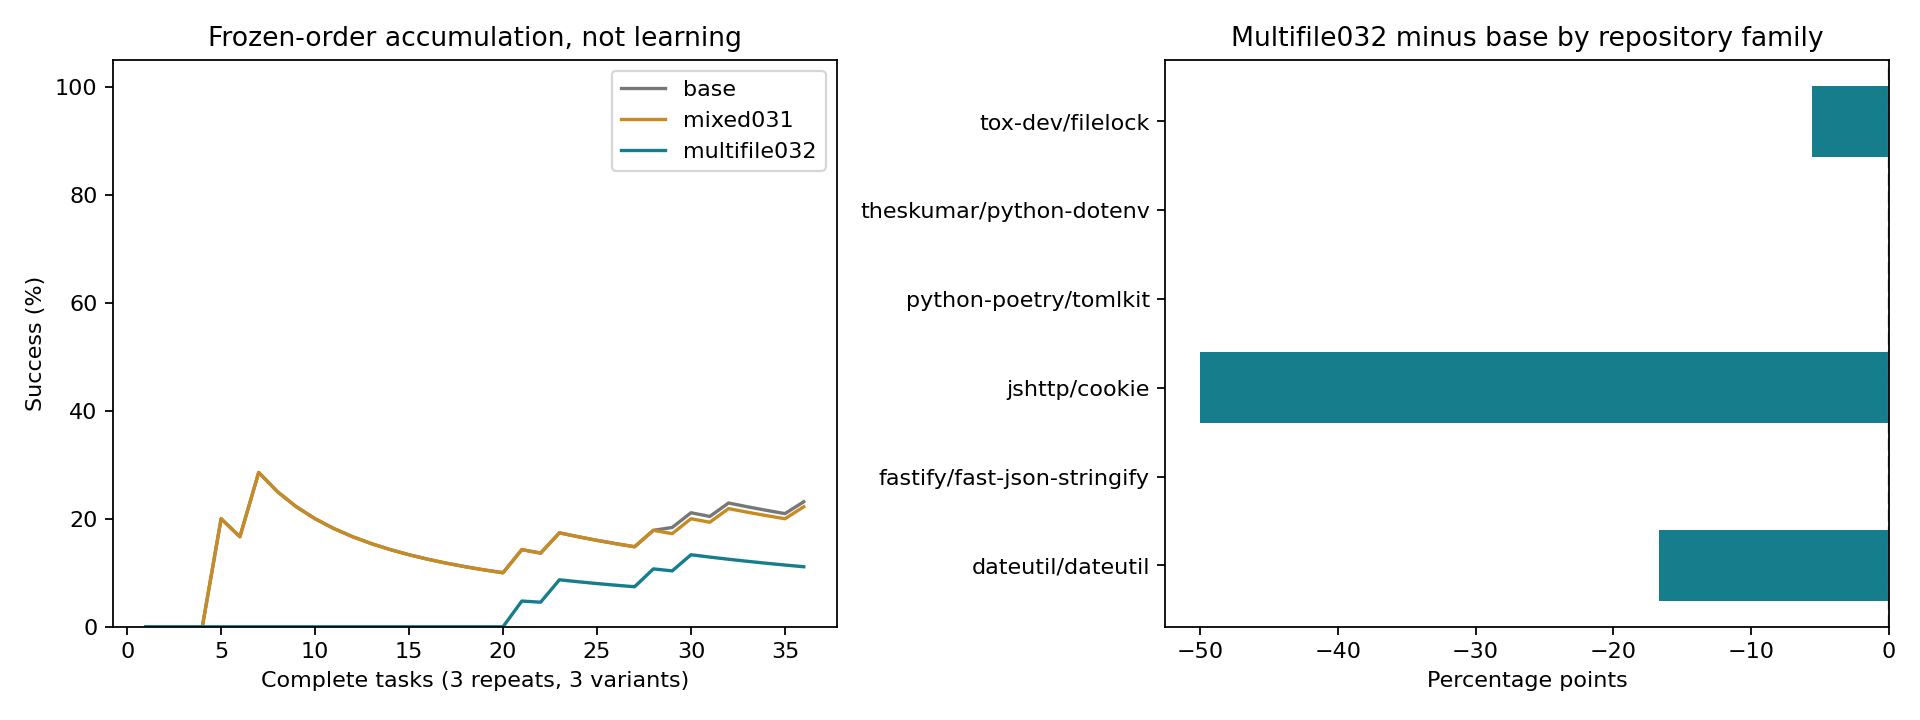 Frozen-order accumulation, not learning
base
mixed031
multifile032
100
80
60
40
20
0
Success (%)
0 5 10 15 20 25 30 35
Complete tasks (3 repeats, 3 variants)
Multifile032 minus base by repository family
tox-dev/filelock
theskumar/python-dotenv
python-poetry/tomlkit
jshttp/cookie
fastify/fast-json-stringify
dateutil/dateutil
−50 −40 −30 −20 −10 0
Percentage points